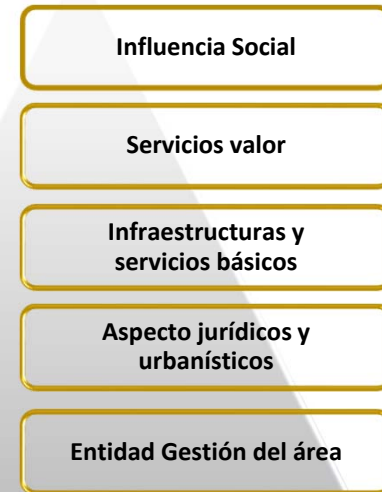 Influencia Social
Servicios valor
Infraestructuras y
servicios básicos
Aspecto jurídicos y
urbanísticos
Entidad Gestión del área